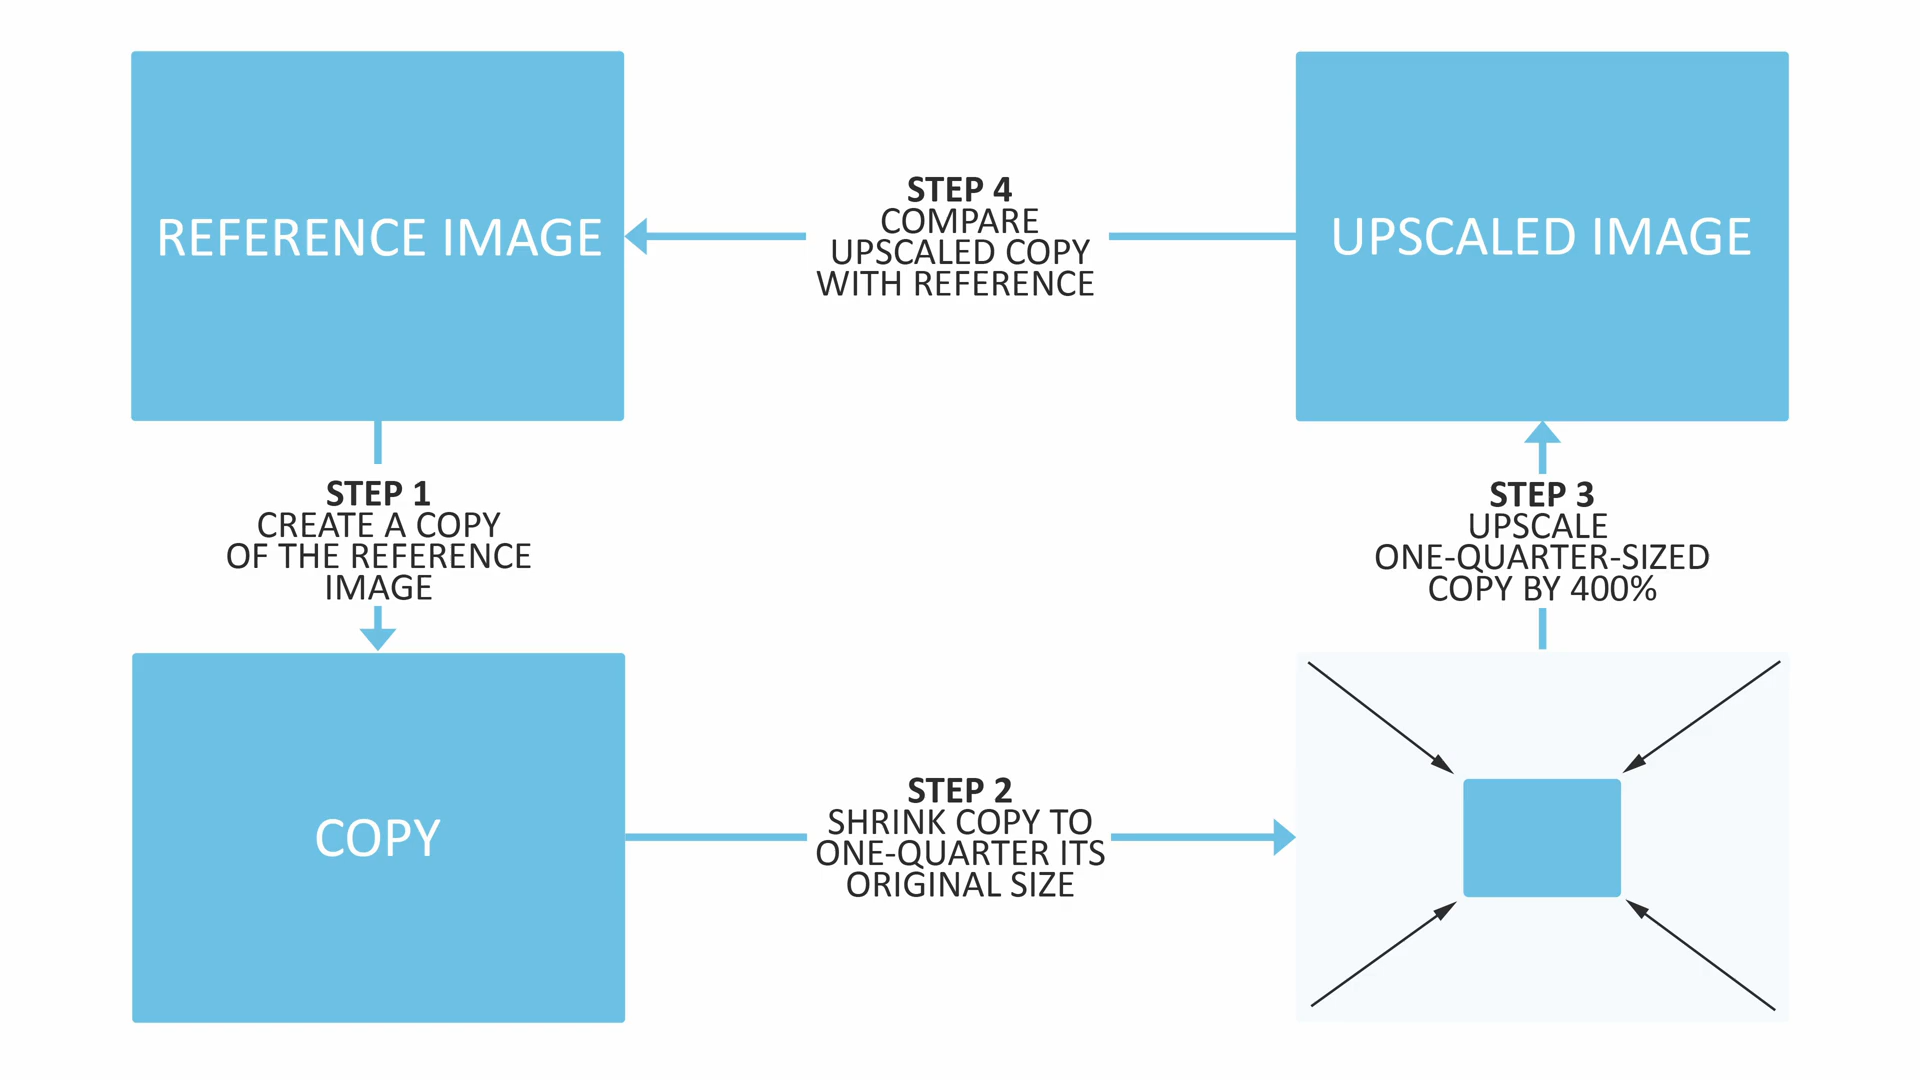 REFERENCE IMAGE
STEP 4
COMPARE
UPSCALED COPY
WITH REFERENCE
UPSCALED IMAGE
STEP 1
CREATE A COPY
OF THE REFERENCE
IMAGE
STEP 3
UPSCALE
ONE-QUARTER-SIZED
COPY BY 400%
COPY
STEP 2
SHRINK COPY TO
ONE-QUARTER ITS
ORIGINAL SIZE